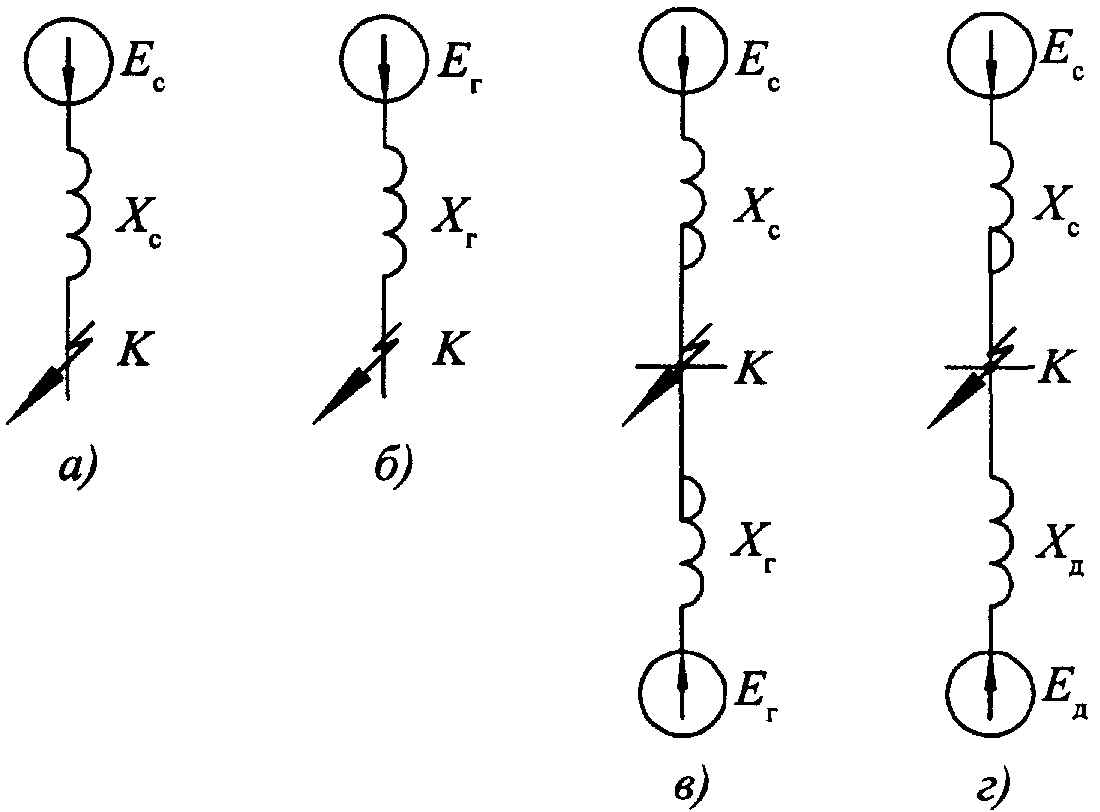 Eс Eг Eс Eс
Xс Xг Xс Xс
K K K K
а) б)
Xг Xд
Eг Eд
в) г)